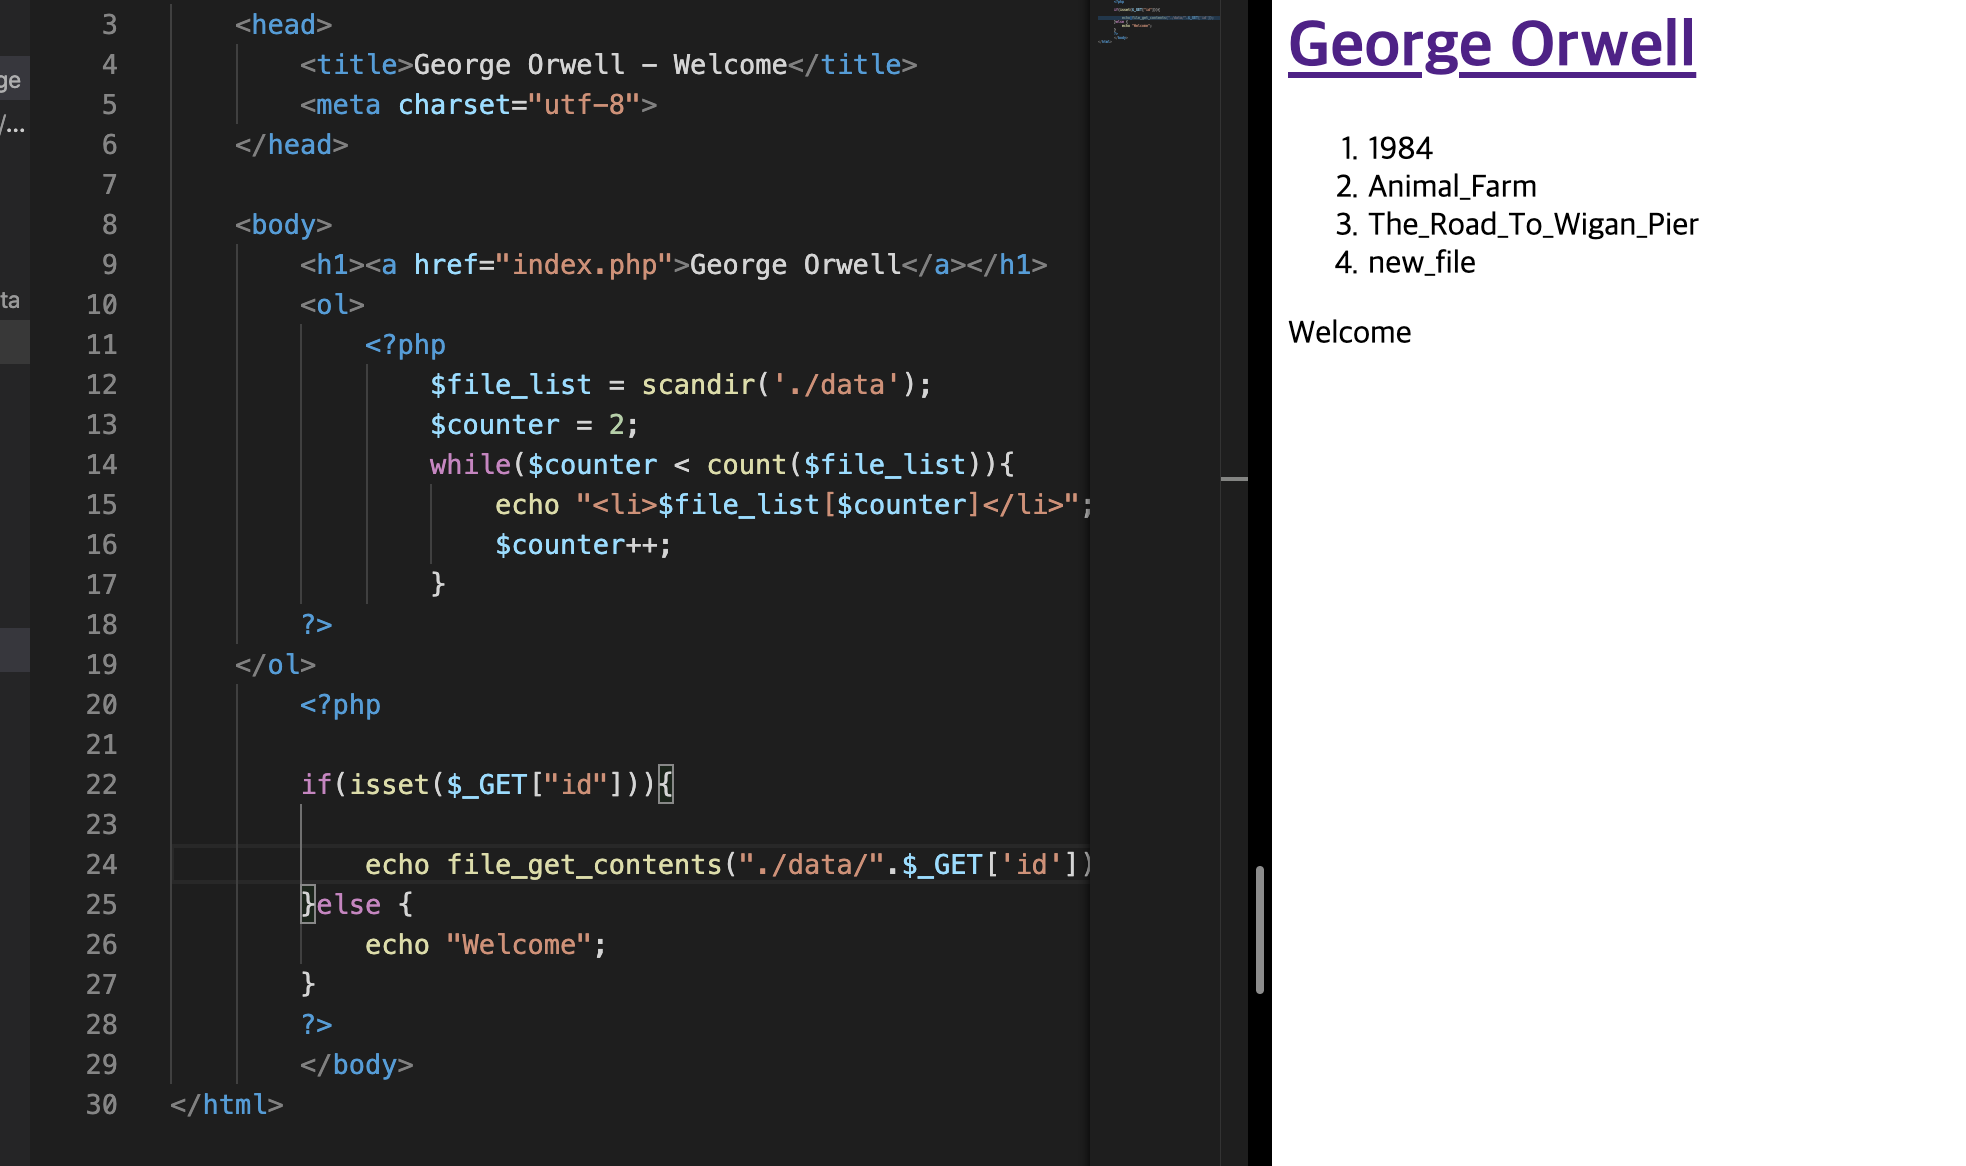 ge
/...
ta
3 <head>
4 <title>George Orwell - Welcome</title>
5 <meta charset="utf-8">
6 </head>
7
8 <body>
9 <h1><a href="index.php">George Orwell</a></h1>
10 <ol>
11 <?php
12 $file_list = scandir('./data');
13 $counter = 2;
14 while($counter < count($file_list)){
15 echo "<li>$file_list[$counter]</li>";
16 $counter++;
17 }
18 ?>
19 </ol>
20 <?php
21
22 if(isset($_GET["id"])){
23
24 echo file_get_contents("./data/".$_GET['id'])
25 }else {
26 echo "Welcome";
27 }
28 ?>
29 </body>
30 </html>
George Orwell
1. 1984
2. Animal_Farm
3. The_Road_To_Wigan_Pier
4. new_file
Welcome